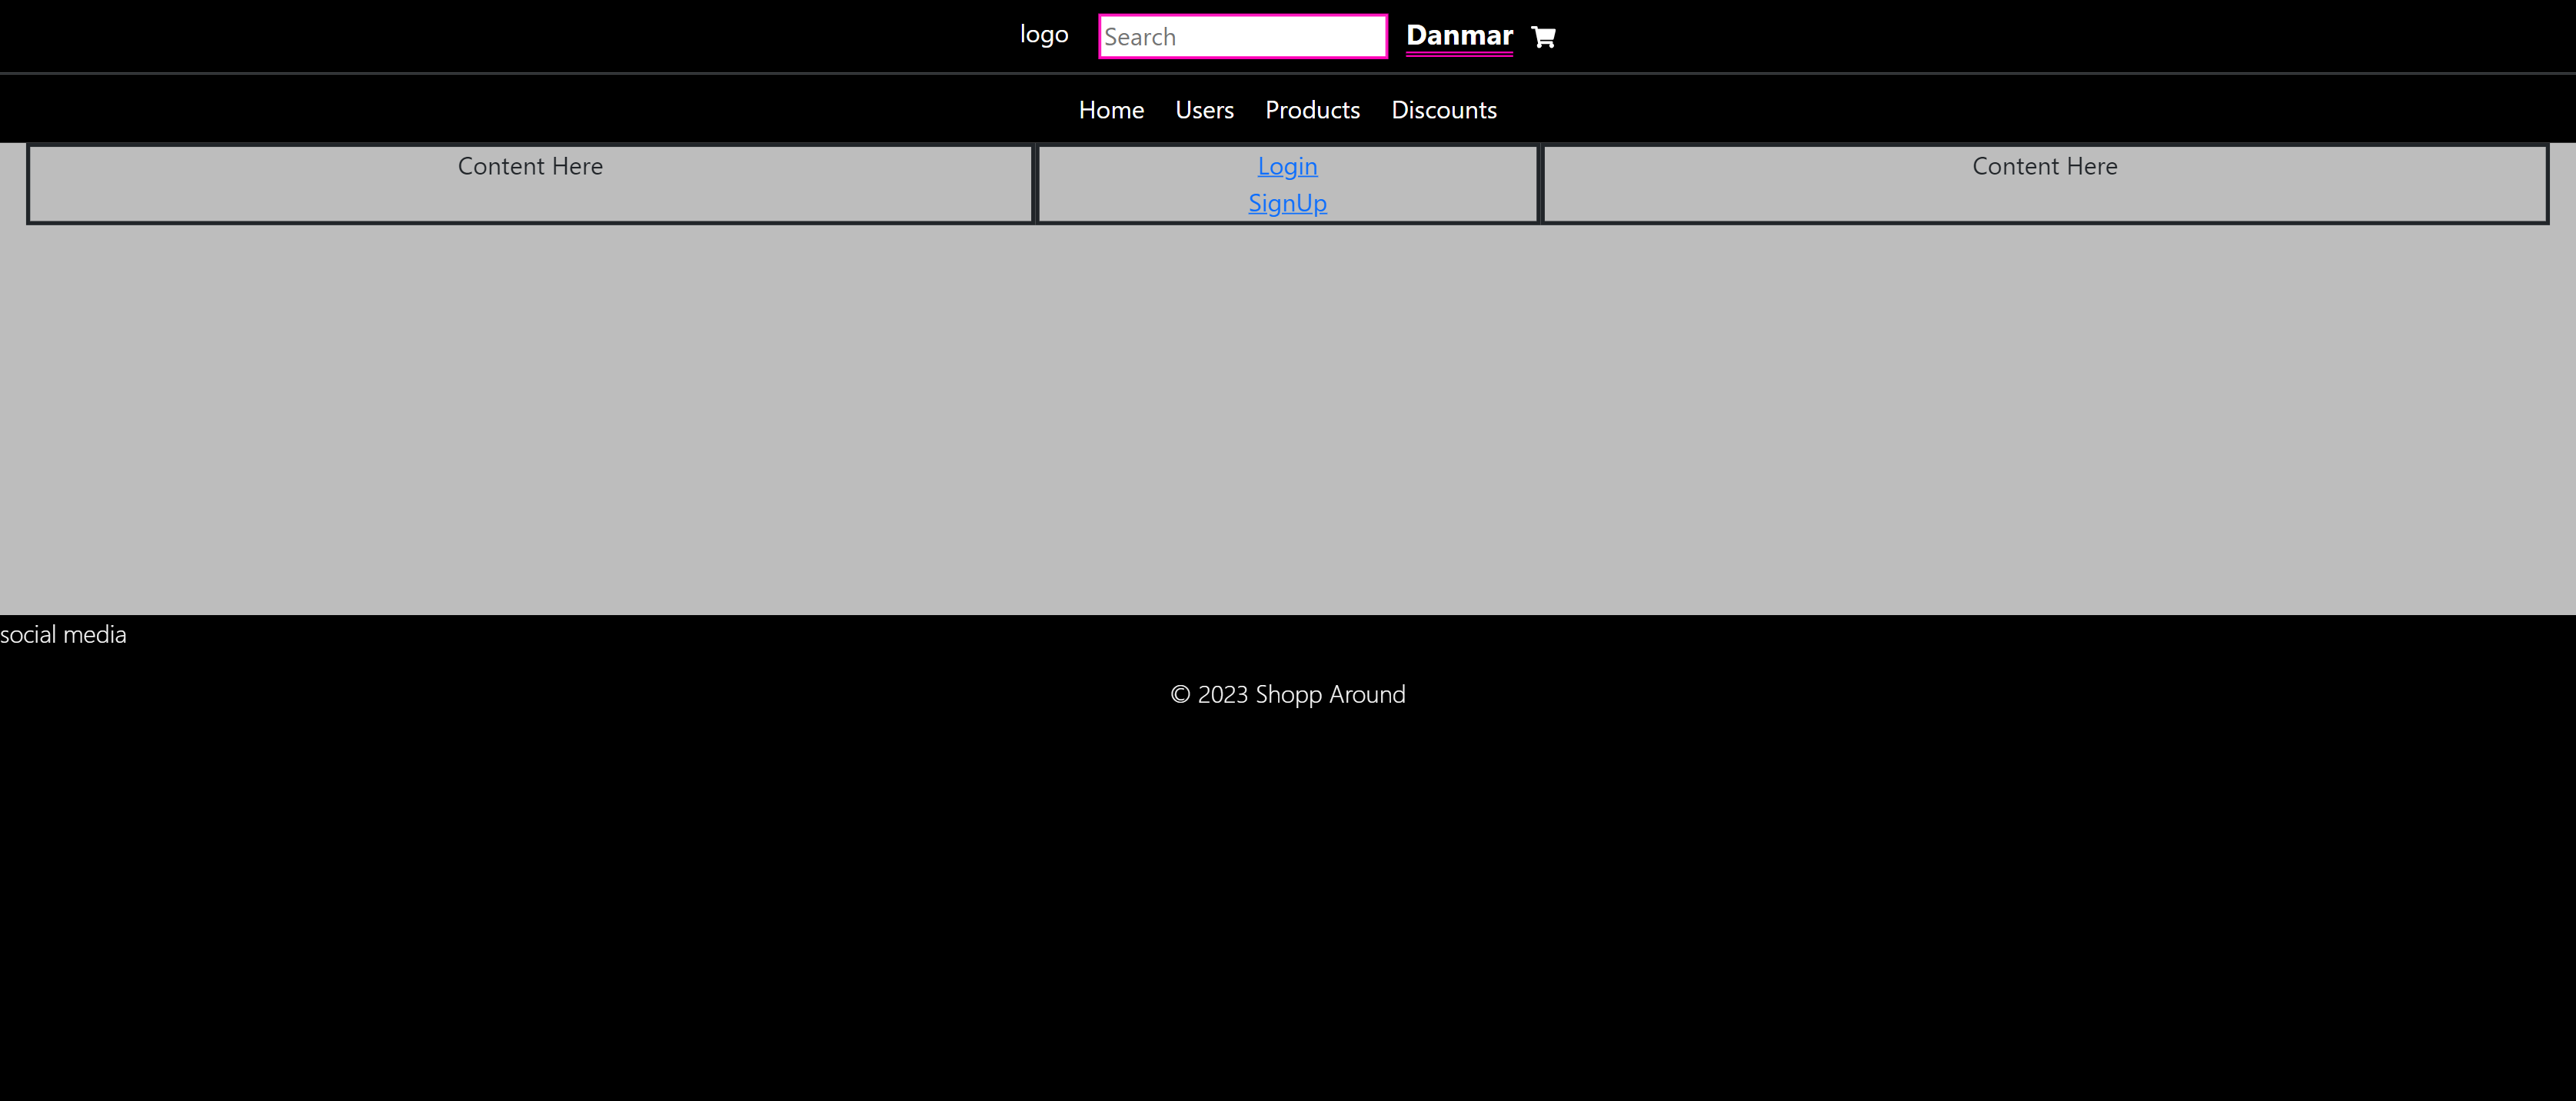 logo Search Danmar
Home Users Products Discounts
Content Here Login Content Here
SignUp
social media
© 2023 Shopp Around